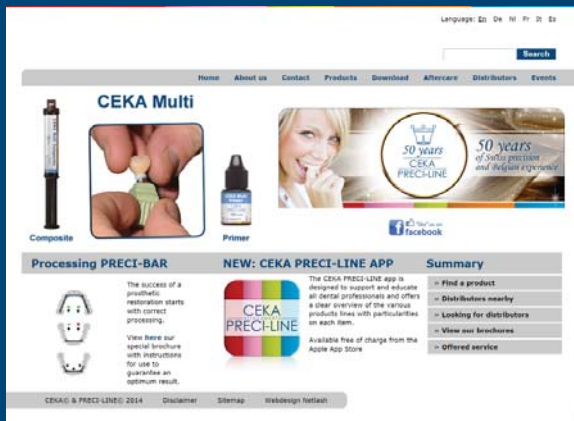 Language: En De Nl Fr It Es
Search
Home About us Contact Products Download Aftercare Distributors Events
CEKA Multi
Composite
Primer
50 years
CEKA
PRECI-LINE
50 years
of Swiss precision
and Belgian experience
"like" us on
facebook
Processing PRECI-BAR
The success of a
prosthetic
restoration starts
with correct
processing.
View here our
special brochure
with instructions
for use to
guarantee an
optimum result.
NEW: CEKA PRECI-LINE APP
CEKA
PRECI-LINE
The CEKA PRECI-LINE app is
designed to support and educate
all dental professionals and offers
a clear overview of the various
products lines with particularities
on each item.
Available free of charge from the
Apple App Store
Summary
» Find a product
» Distributors nearby
» Looking for distributors
» View our brochures
» Offered service
CEKA© & PRECI-LINE© 2014 Disclaimer Sitemap Webdesign Netlash